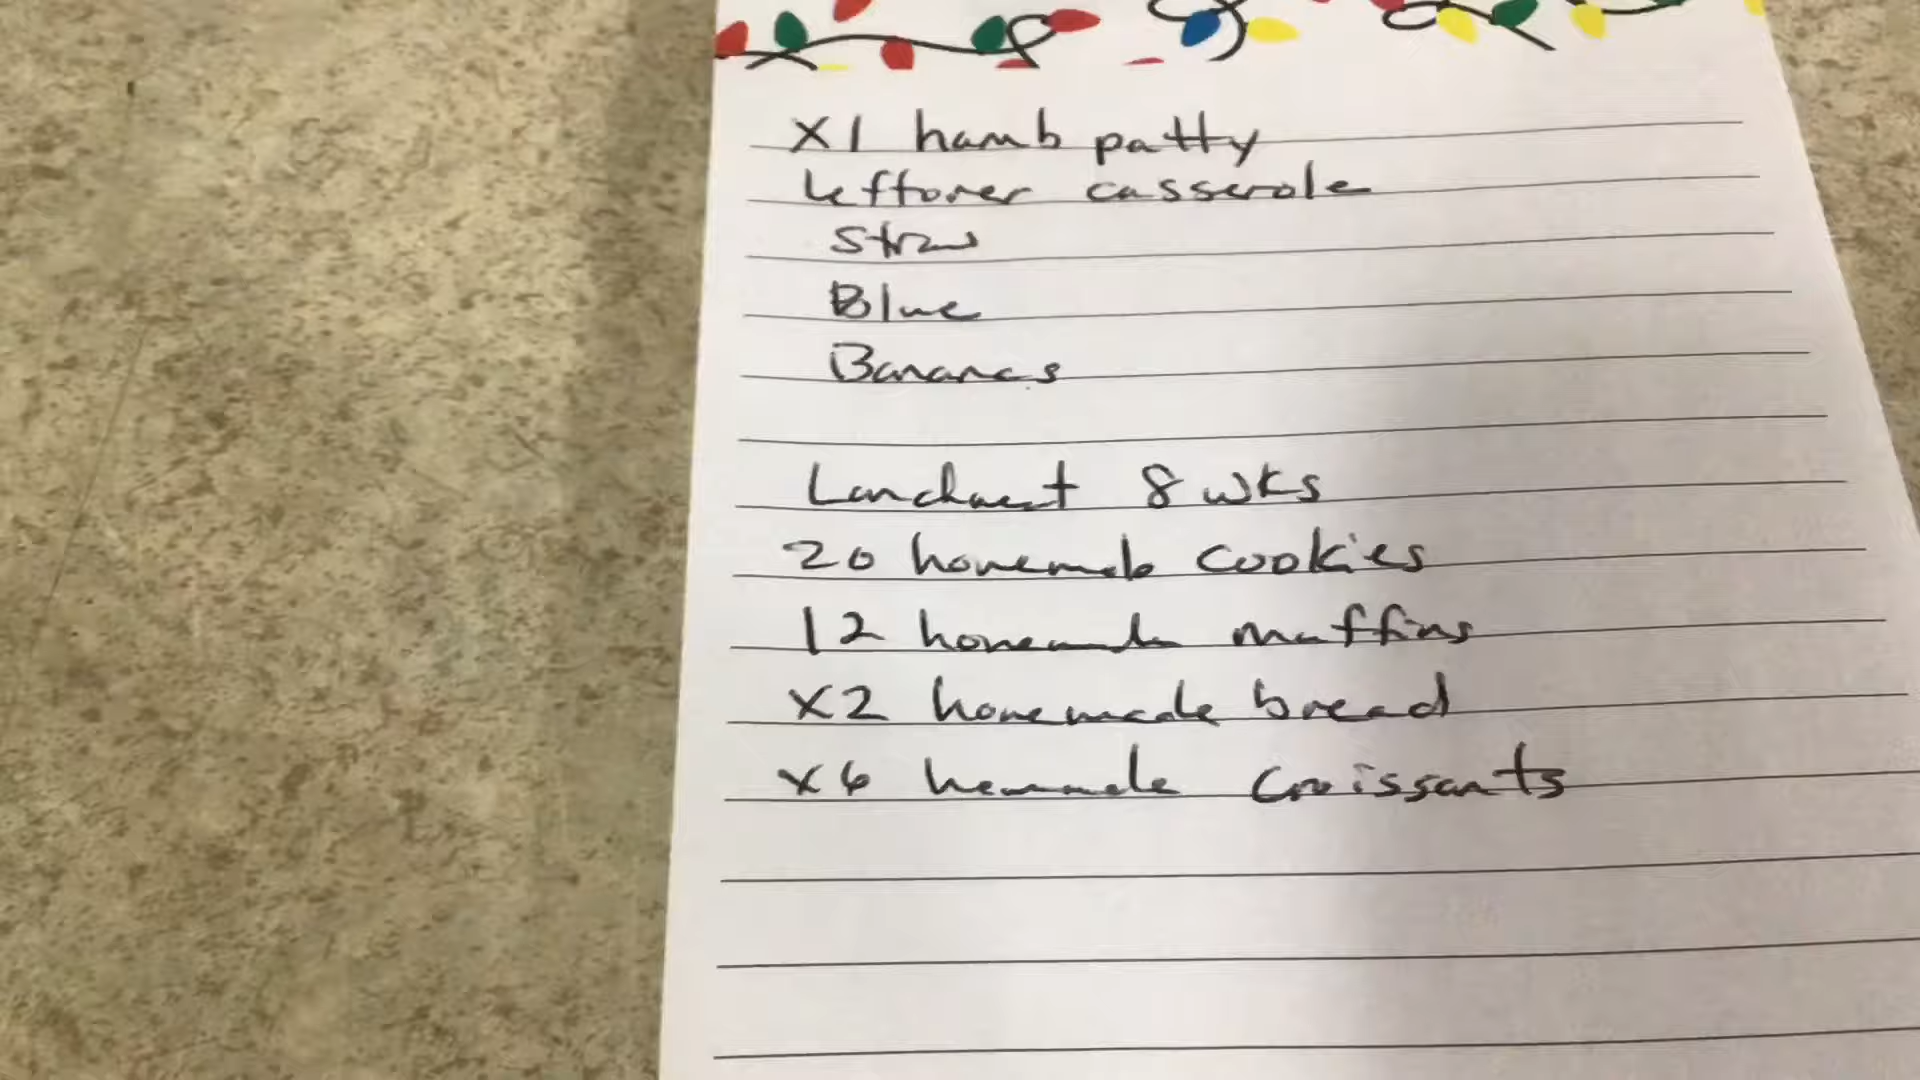 x1 hamb patty
Leftover casserole
Straw
Blue
Bananas
Lunchmeat 8 wks
20 homemade cookies
12 homemade muffins
x2 homemade bread
x6 homemade croissants